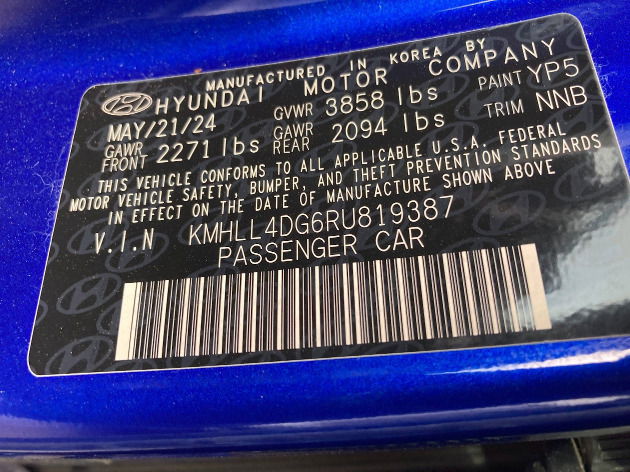 MANUFACTURED IN KOREA BY
HYUNDAI MOTOR COMPANY
MAY/21/24 GVWR 3858 lbs PAINT YP5
GAWR FRONT 2271 lbs GAWR REAR 2094 lbs TRIM NNB
THIS VEHICLE CONFORMS TO ALL APPLICABLE U.S.A. FEDERAL
MOTOR VEHICLE SAFETY, BUMPER, AND THEFT PREVENTION STANDARDS
IN EFFECT ON THE DATE OF MANUFACTURE SHOWN ABOVE
V.I.N KMHLL4DG6RU819387
PASSENGER CAR